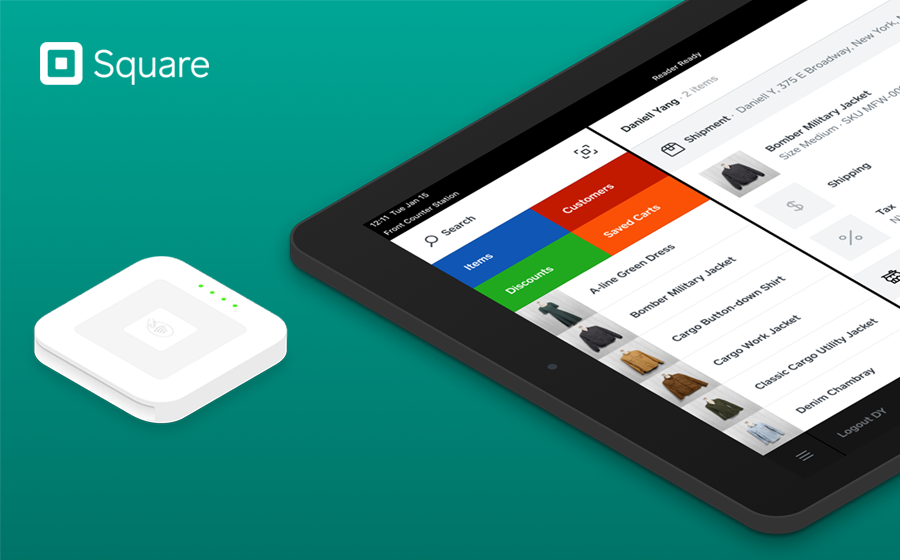 Square
Reader Ready
12:11 Tue Jan 15
Front Counter Station
Search
Items
Customers
Discounts
Saved Carts
A-line Green Dress
Bomber Military Jacket
Cargo Button-down Shirt
Cargo Work Jacket
Classic Cargo Utility Jacket
Denim Chambray
Logout DY
Daniell Yang · 2 items
Shipment · Daniell Y, 375 E Broadway, New York,
Bomber Military Jacket
Size Medium · SKU MFW-00
$
Shipping
%
Tax